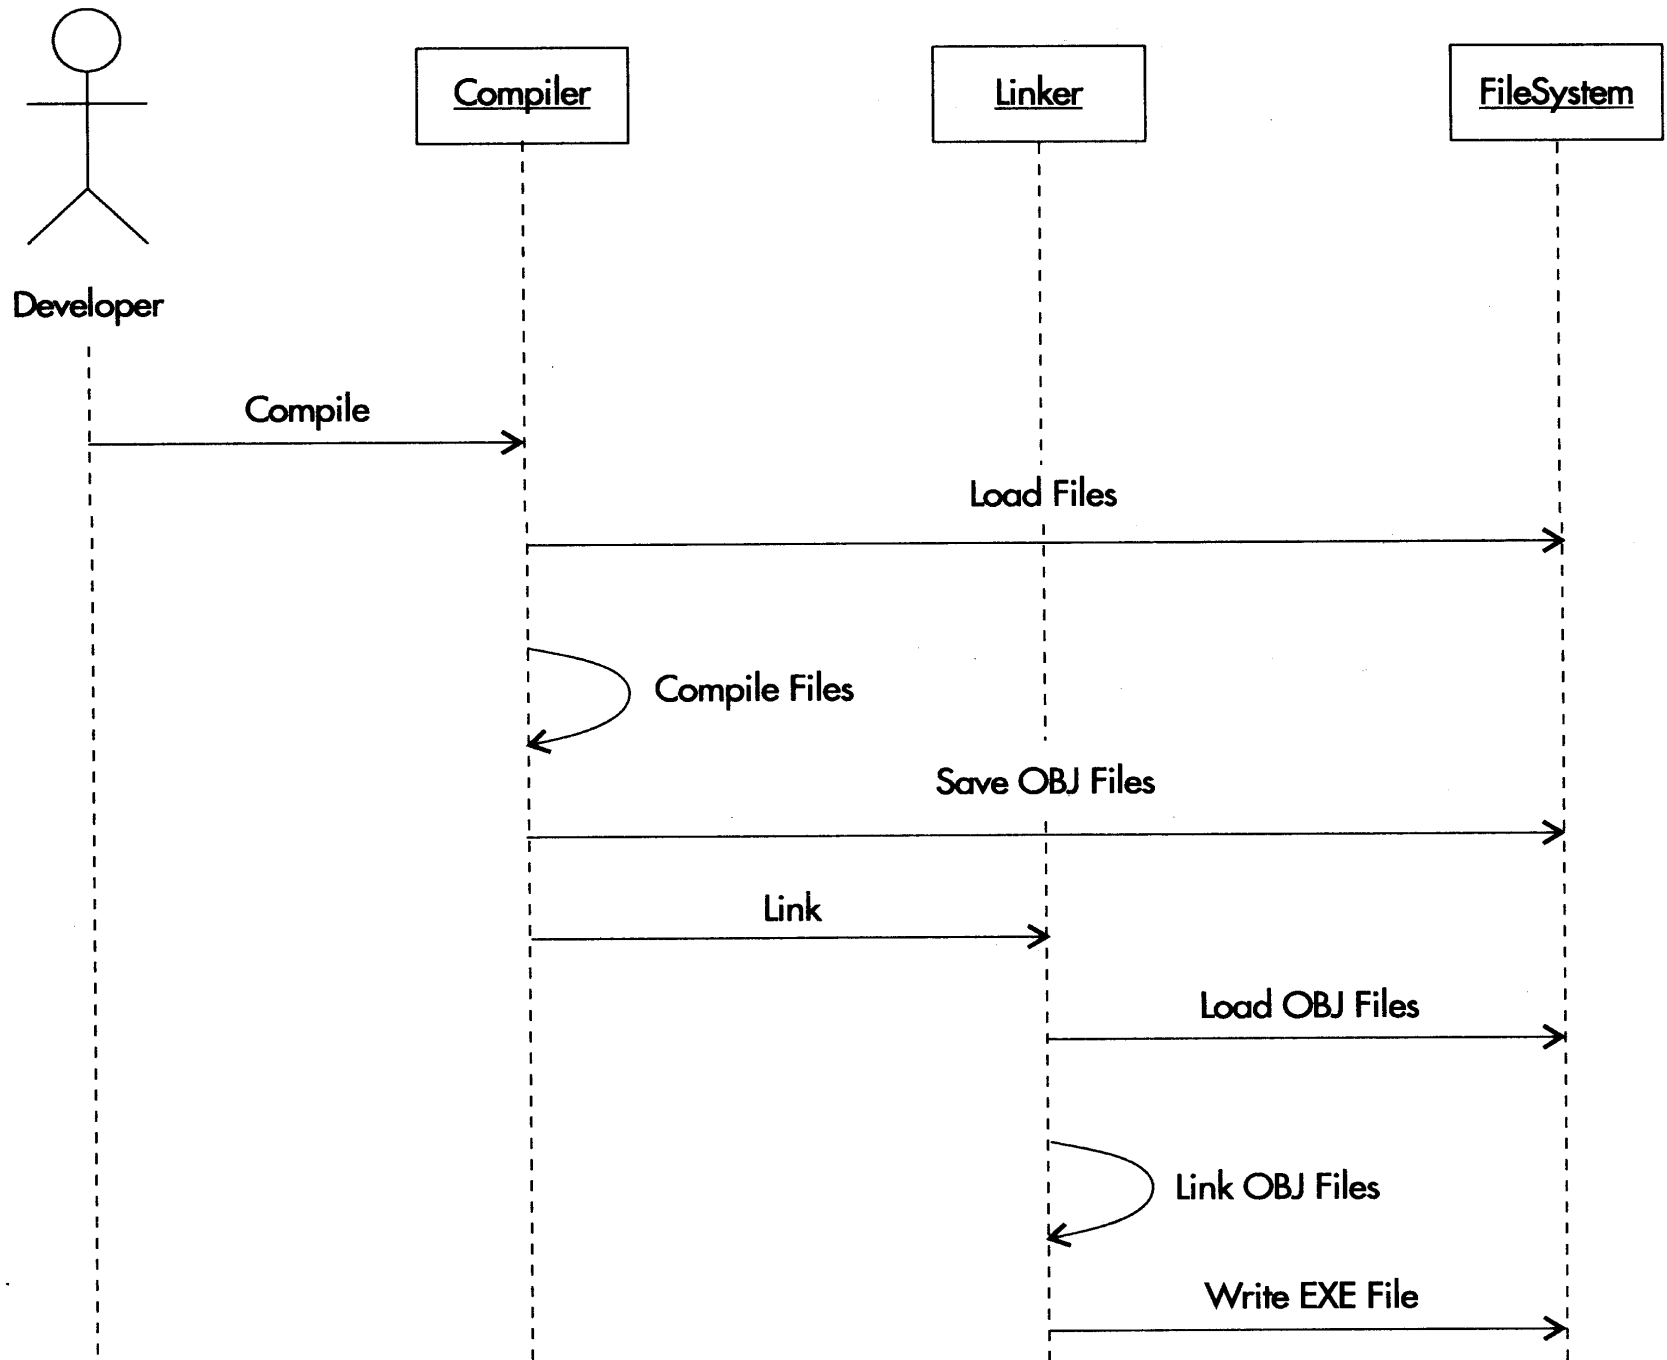 Compiler
Linker
FileSystem
Developer
Compile
Load Files
Compile Files
Save OBJ Files
Link
Load OBJ Files
Link OBJ Files
Write EXE File